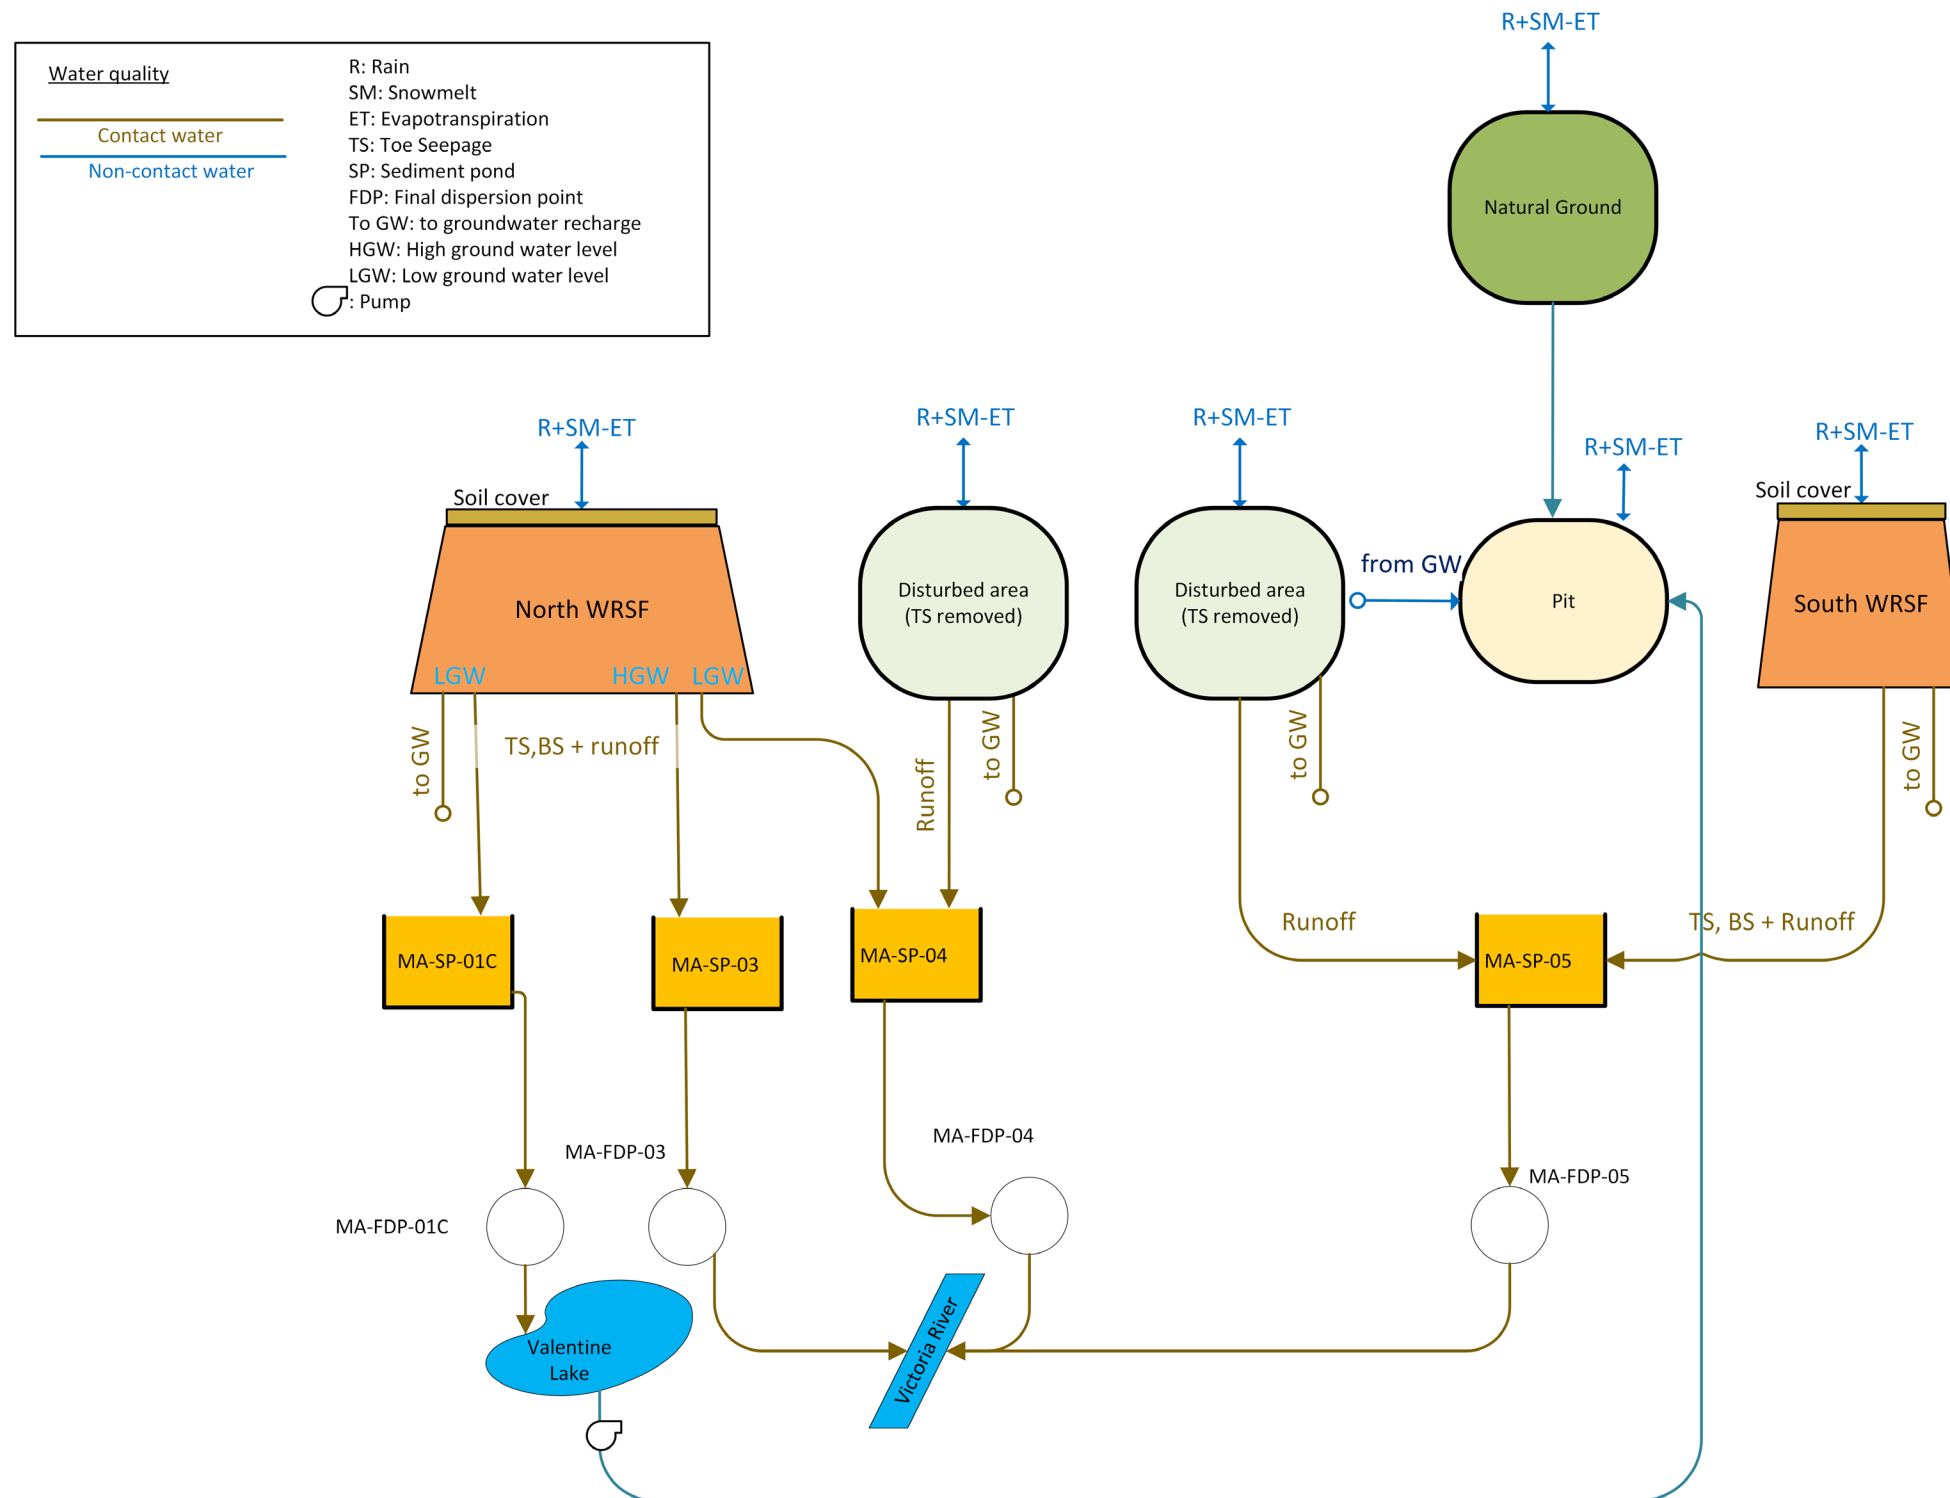 Water quality
Contact water
Non-contact water
R: Rain
SM: Snowmelt
ET: Evapotranspiration
TS: Toe Seepage
SP: Sediment pond
FDP: Final dispersion point
To GW: to groundwater recharge
HGW: High ground water level
LGW: Low ground water level
: Pump
R+SM-ET
Natural Ground
R+SM-ET
R+SM-ET
R+SM-ET
R+SM-ET
R+SM-ET
Soil cover
Soil cover
North WRSF
Disturbed area
(TS removed)
Disturbed area
(TS removed)
from GW
Pit
South WRSF
LGW
HGW
LGW
to GW
TS,BS + runoff
Runoff
to GW
to GW
to GW
Runoff
TS, BS + Runoff
MA-SP-01C
MA-SP-03
MA-SP-04
MA-SP-05
MA-FDP-03
MA-FDP-04
MA-FDP-05
MA-FDP-01C
Valentine
Lake
Victoria River